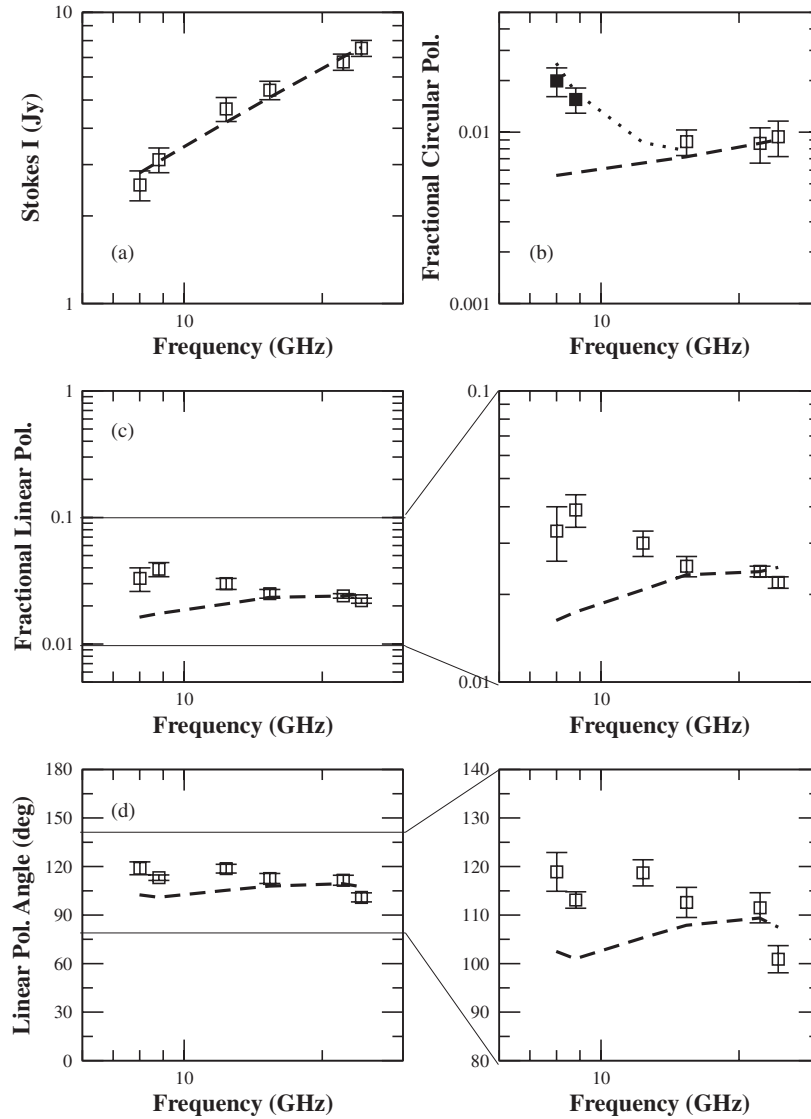 10
1
Stokes I (Jy)
(a)
10
Frequency (GHz)
0.01
0.001
Fractional Circular Pol.
(b)
10
Frequency (GHz)
1
0.1
0.01
Fractional Linear Pol.
(c)
10
Frequency (GHz)
0.1
0.01
10
Frequency (GHz)
180
150
120
90
60
30
0
Linear Pol. Angle (deg)
(d)
10
Frequency (GHz)
140
130
120
110
100
90
80
10
Frequency (GHz)